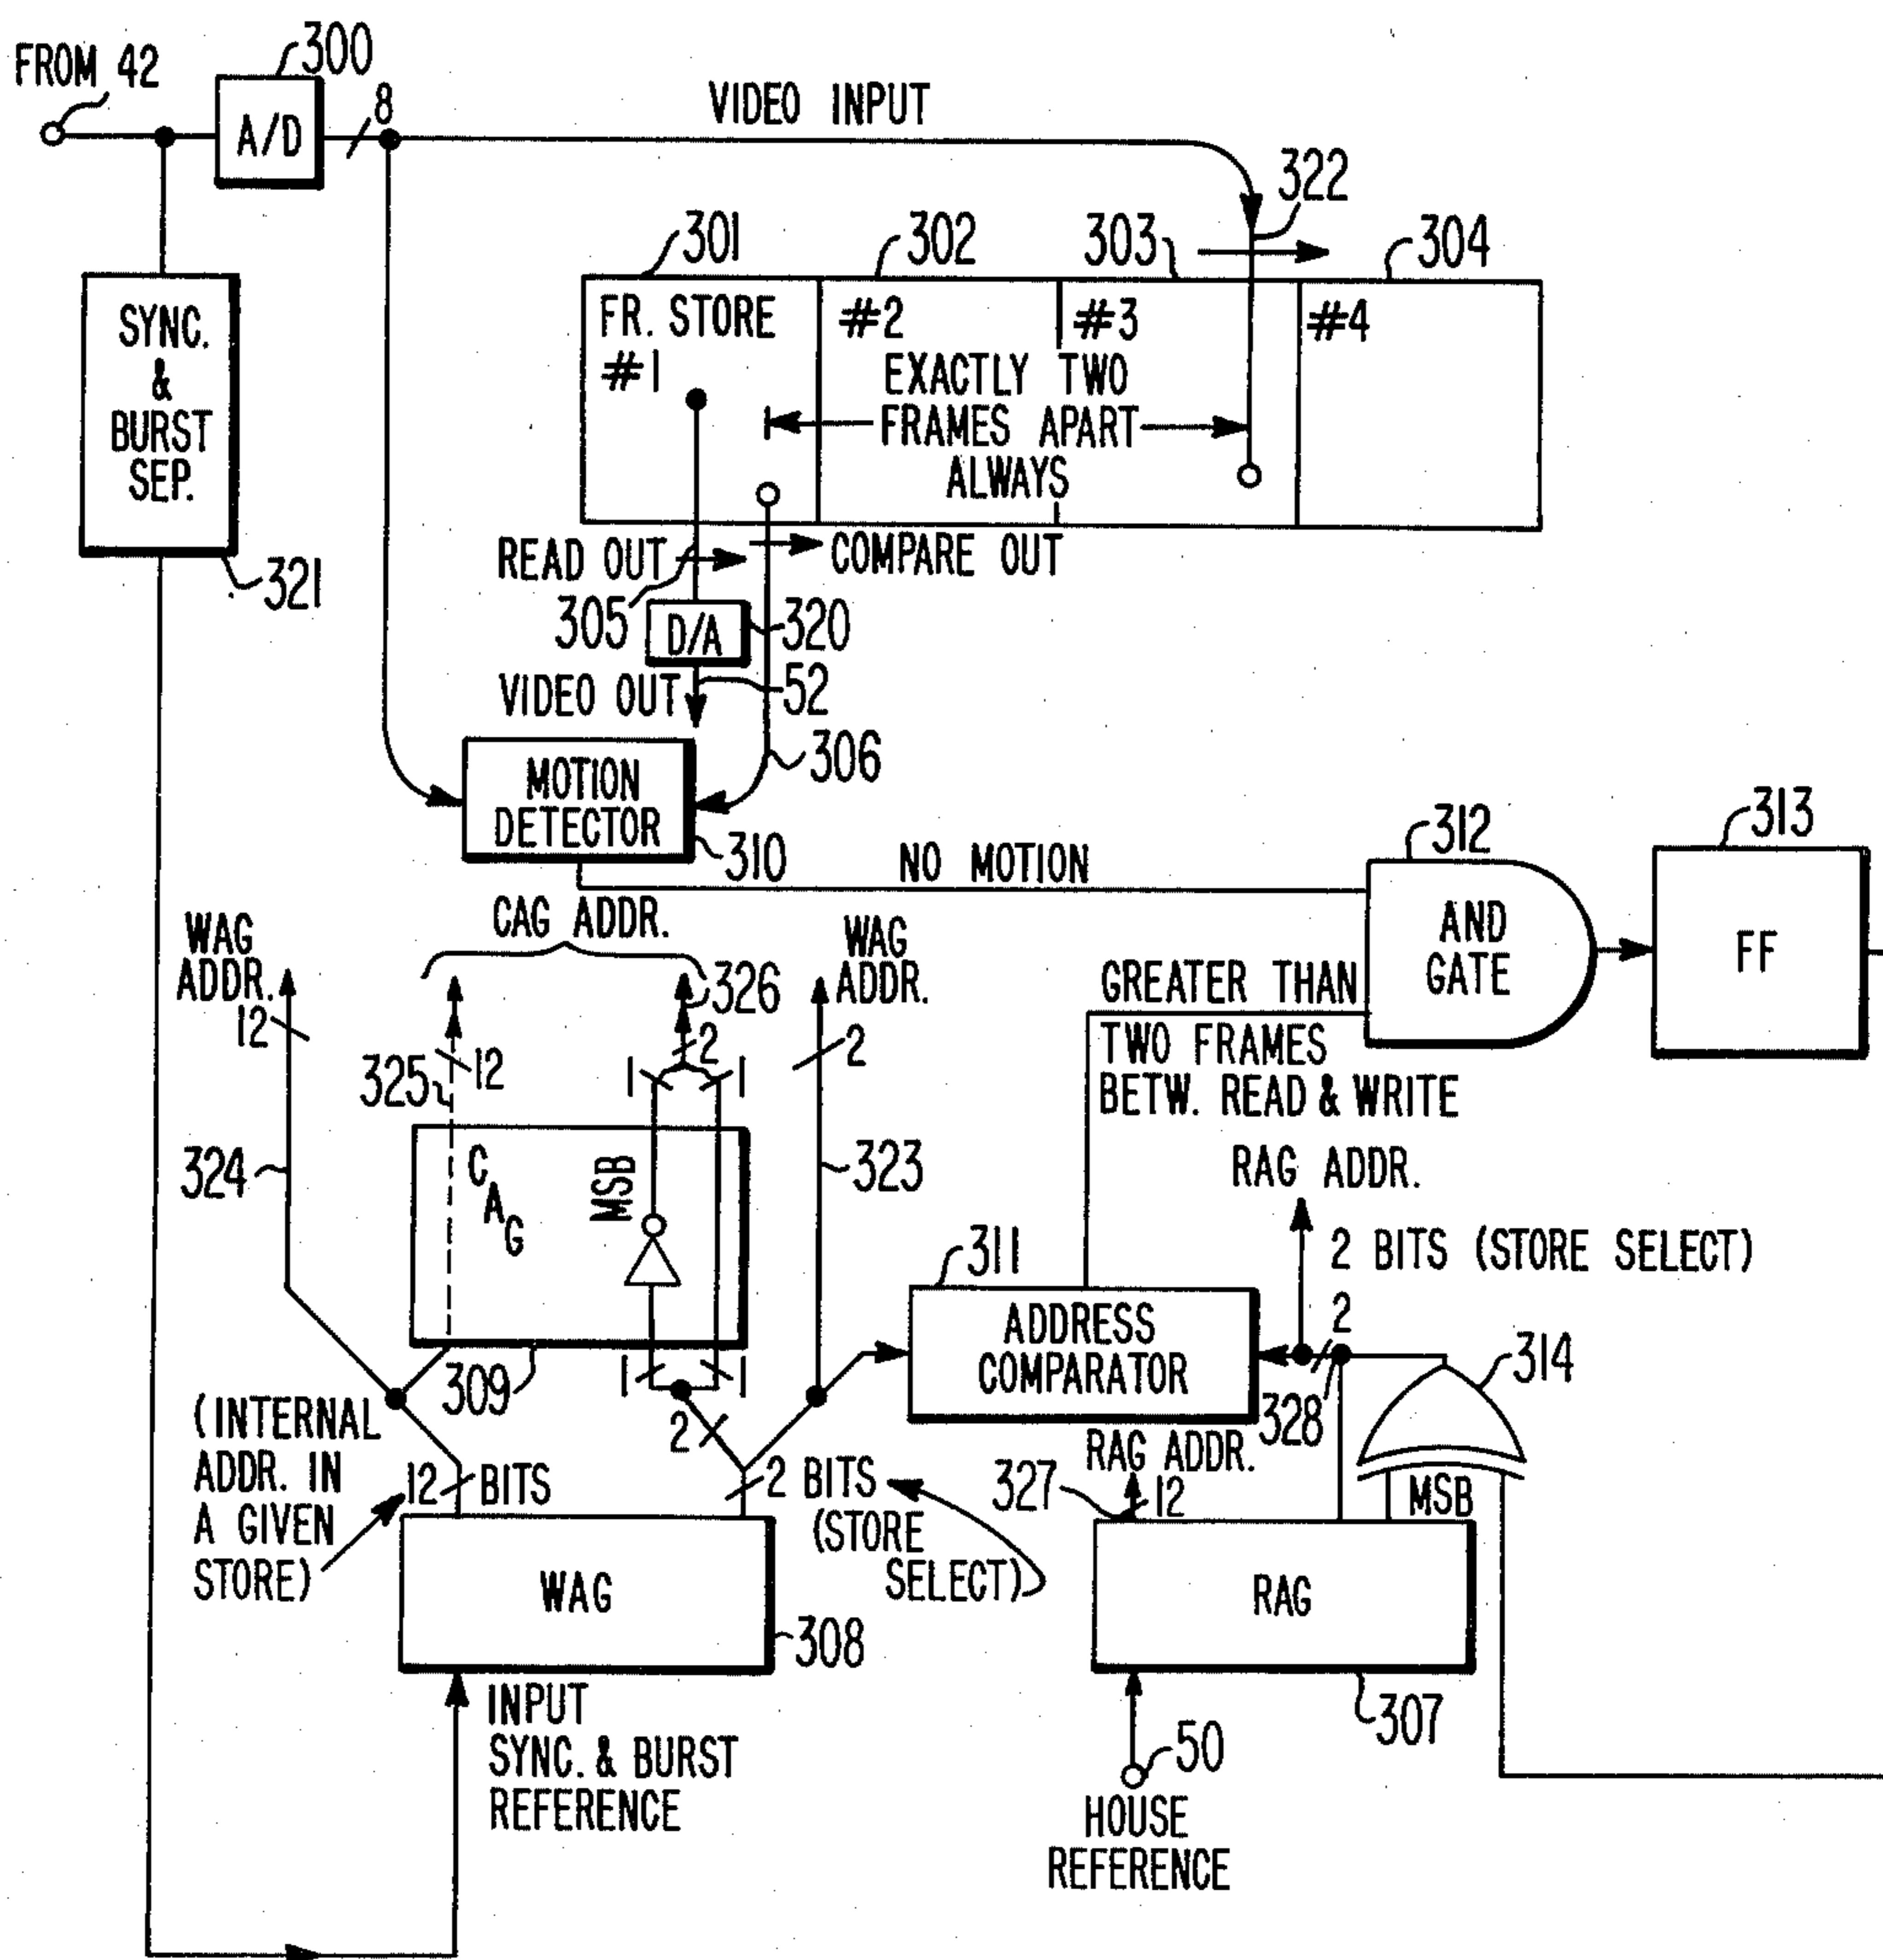 FROM 42
300
A/D
8
VIDEO INPUT
322
301
302
303
304
FR. STORE
#1
#2
#3
#4
EXACTLY TWO
FRAMES APART
ALWAYS
SYNC.
&
BURST
SEP.
321
READ OUT
COMPARE OUT
305
D/A
320
VIDEO OUT
52
306
MOTION
DETECTOR
310
NO MOTION
312
AND
GATE
313
FF
WAG
ADDR.
12
CAG ADDR.
326
WAG
ADDR.
2
325
12
2
1
1
GREATER THAN
TWO FRAMES
BETW. READ & WRITE
324
CAG
MSB
323
RAG ADDR.
2 BITS (STORE SELECT)
311
ADDRESS
COMPARATOR
2
328
314
309
1
1
2
(INTERNAL
ADDR. IN
A GIVEN
STORE)
12 BITS
2 BITS
(STORE
SELECT)
RAG ADDR.
327
12
MSB
WAG
308
RAG
307
INPUT
SYNC. & BURST
REFERENCE
50
HOUSE
REFERENCE